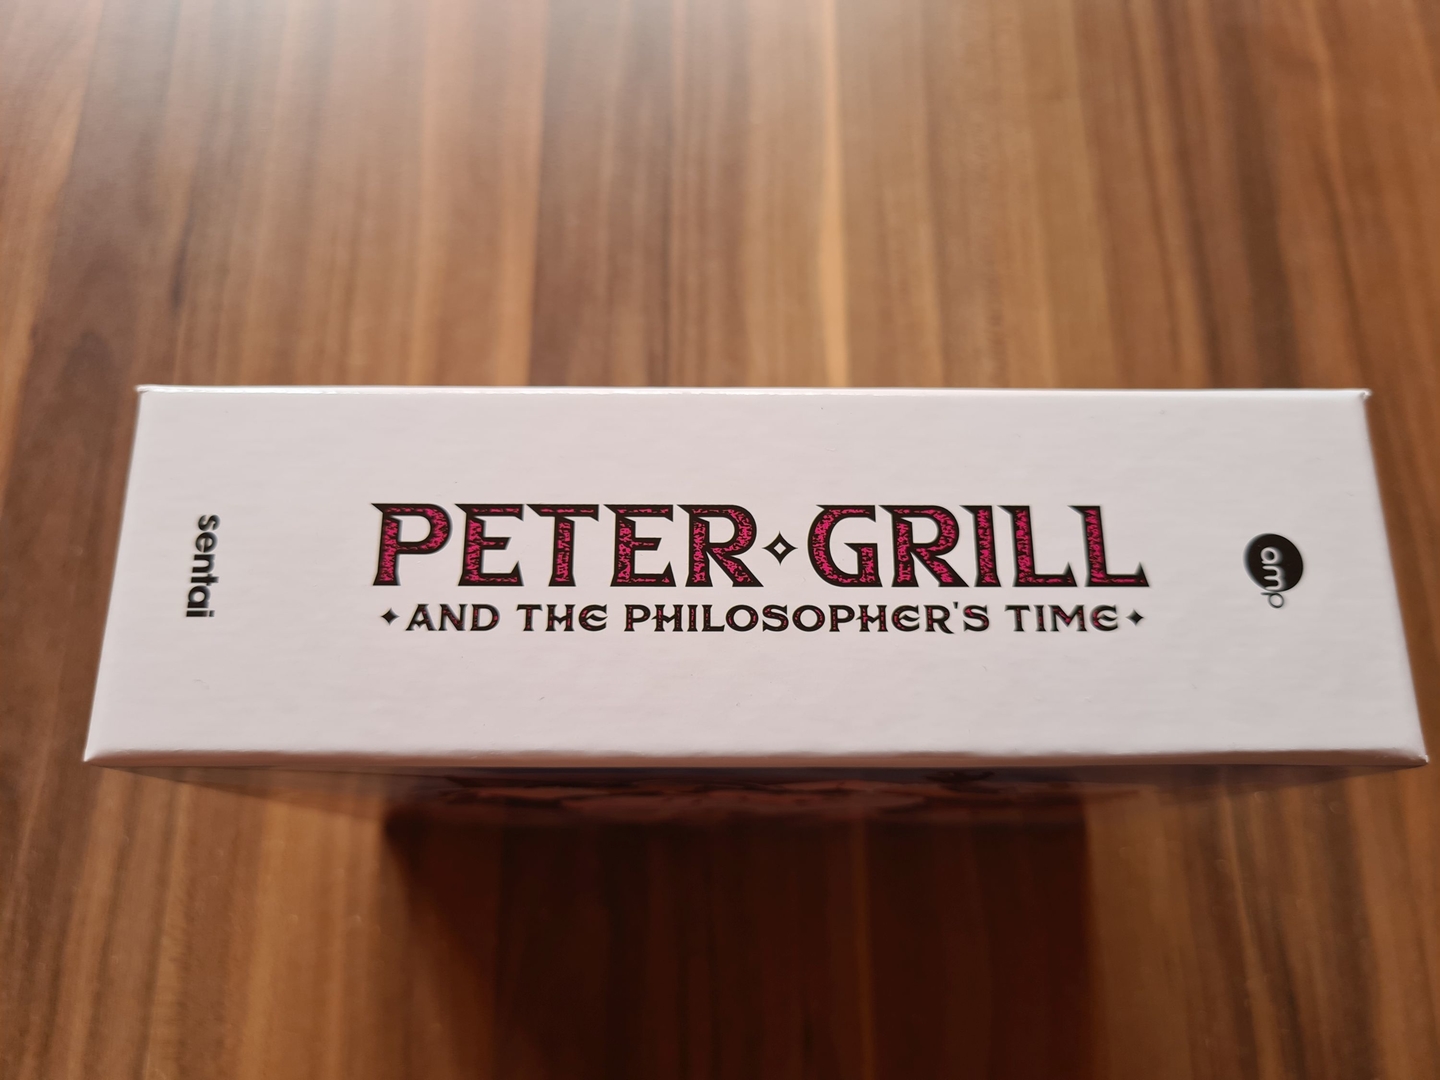 sentai
PETER GRILL
AND THE PHILOSOPHER'S TIME
amp